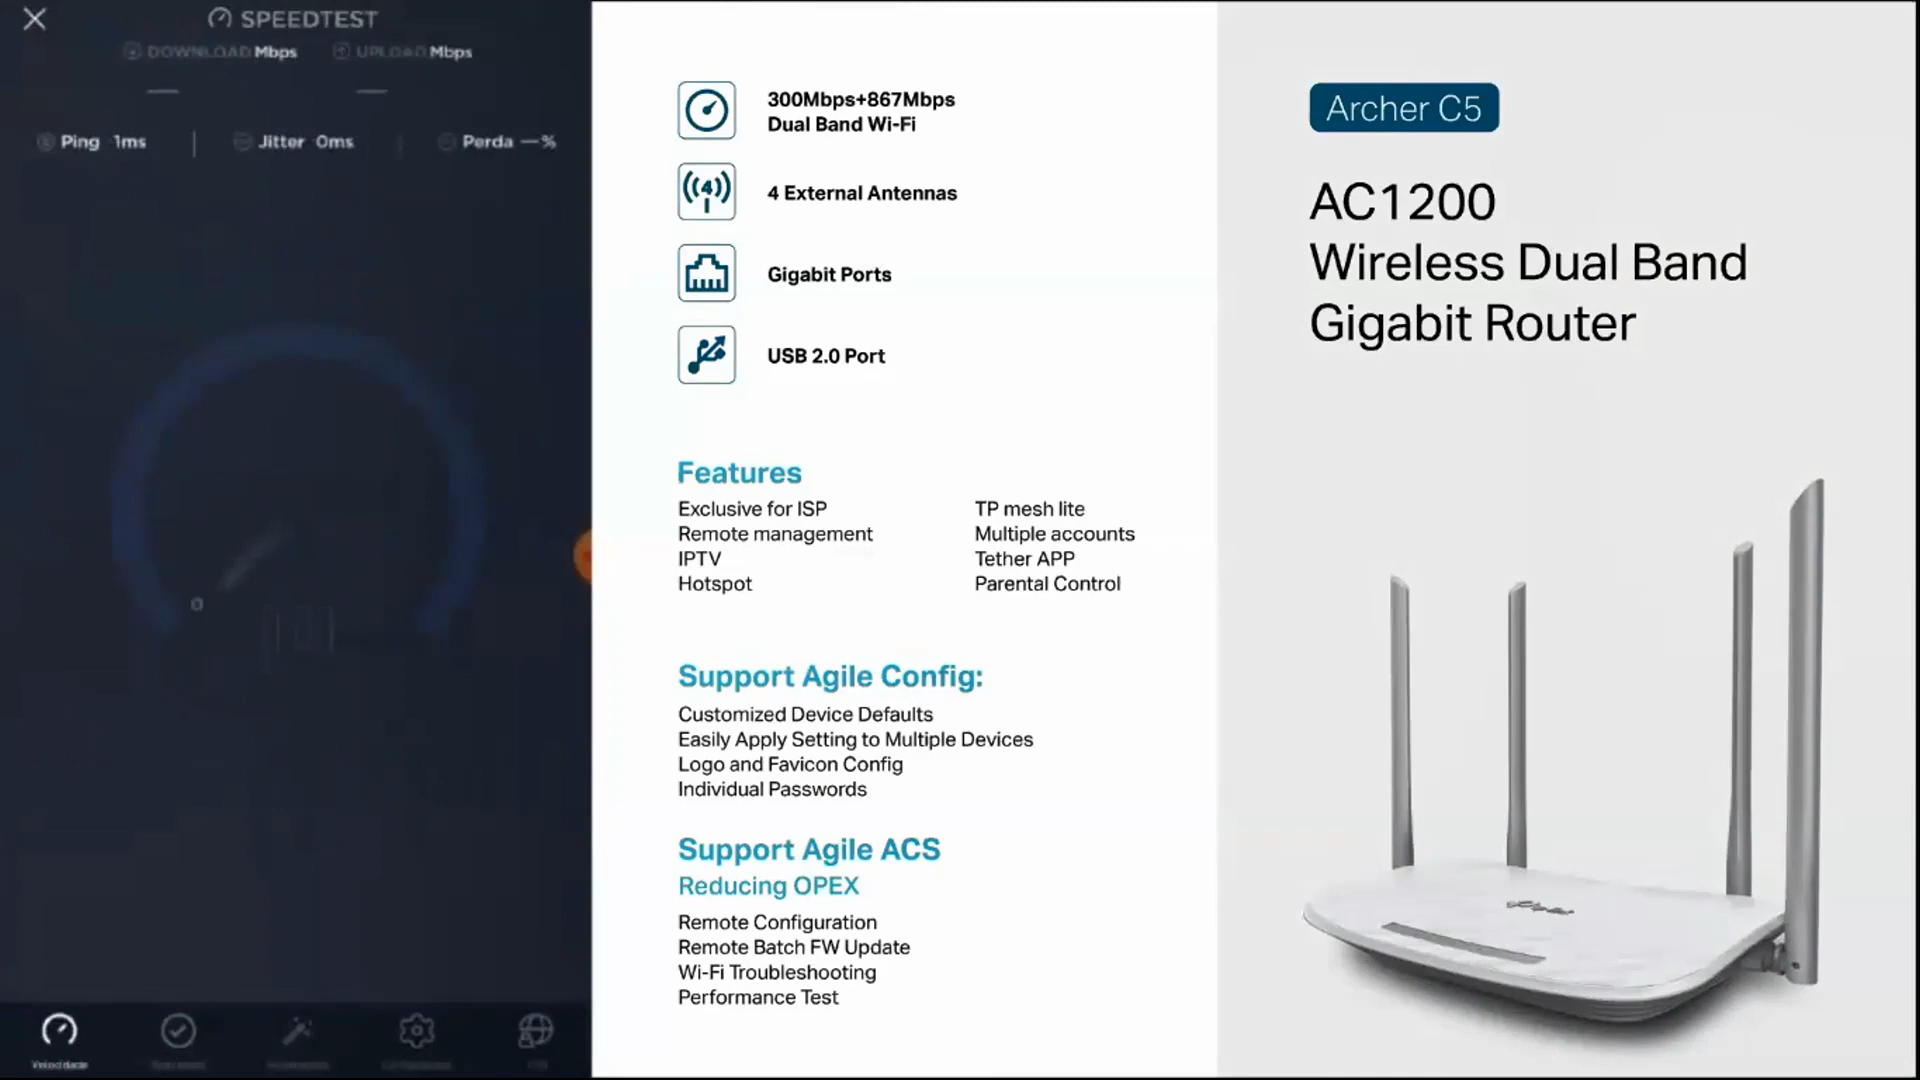 SPEEDTEST
DOWNLOAD Mbps
UPLOAD Mbps
Ping 1ms
Jitter 0ms
Perda —%
0
Velocidade
300Mbps+867Mbps
Dual Band Wi-Fi
4
4 External Antennas
Gigabit Ports
USB 2.0 Port
Features
Exclusive for ISP
Remote management
IPTV
Hotspot
TP mesh lite
Multiple accounts
Tether APP
Parental Control
Support Agile Config:
Customized Device Defaults
Easily Apply Setting to Multiple Devices
Logo and Favicon Config
Individual Passwords
Support Agile ACS
Reducing OPEX
Remote Configuration
Remote Batch FW Update
Wi-Fi Troubleshooting
Performance Test
Archer C5
AC1200
Wireless Dual Band
Gigabit Router